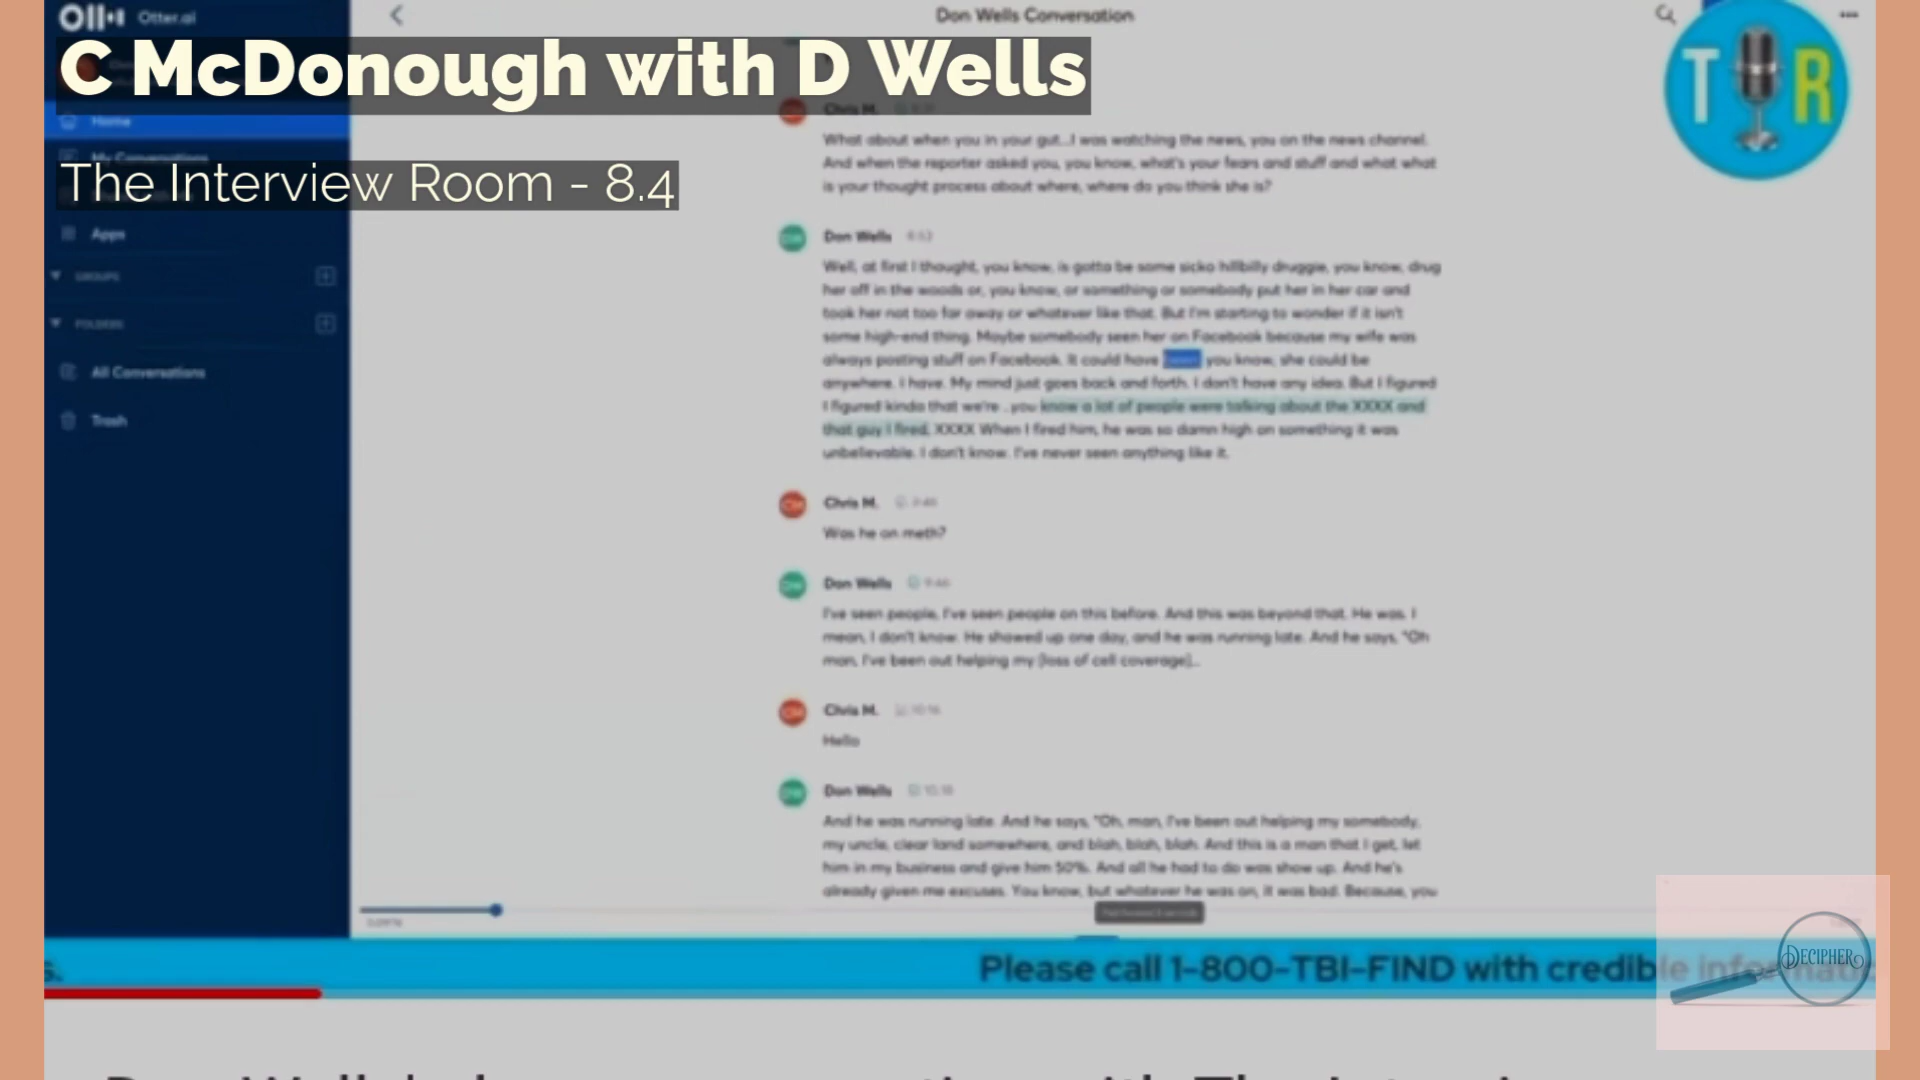 Otter.ai
Don Wells Conversation
C McDonough with D Wells
Home
My Conversations
The Interview Room - 8.4
Apps
GROUPS
FOLDERS
All Conversations
Trash
T R
Chris M.
What about when you in your gut...I was watching the news, you on the news channel.
And when the reporter asked you, you know, what's your fears and stuff and what what
is your thought process about where, where do you think she is?
Don Wells
Well, at first I thought, you know, is gotta be some sicko hillbilly druggie, you know, drug
her off in the woods or, you know, or something or somebody put her in her car and
took her not too far away or whatever like that. But I'm starting to wonder if it isn't
some high-end thing. Maybe somebody seen her on Facebook because my wife was
always posting stuff on Facebook. It could have you know, she could be
anywhere. I have. My mind just goes back and forth. I don't have any idea. But I figured
I figured kinda that we're . you know a lot of people were talking about the XXXX and
that guy I fired. XXXX When I fired him, he was so damn high on something it was
unbelievable. I don't know. I've never seen anything like it.
Chris M.
Was he on meth?
Don Wells 9:46
I've seen people, I've seen people on this before. And this was beyond that. He was. I
mean, I don't know. He showed up one day, and he was running late. And he says, "Oh
man, I've been out helping my [loss of cell coverage]...
Chris M. 10:16
Hello
Don Wells 10:18
And he was running late. And he says, "Oh, man, I've been out helping my somebody,
my uncle, clear land somewhere, and blah, blah, blah. And this is a man that I get, let
him in my business and give him 50%. And all he had to do was show up. And he's
already given me excuses. You know, but whatever he was on, it was bad. Because, you
s.
Please call 1-800-TBI-FIND with credible informati
DECIPHER